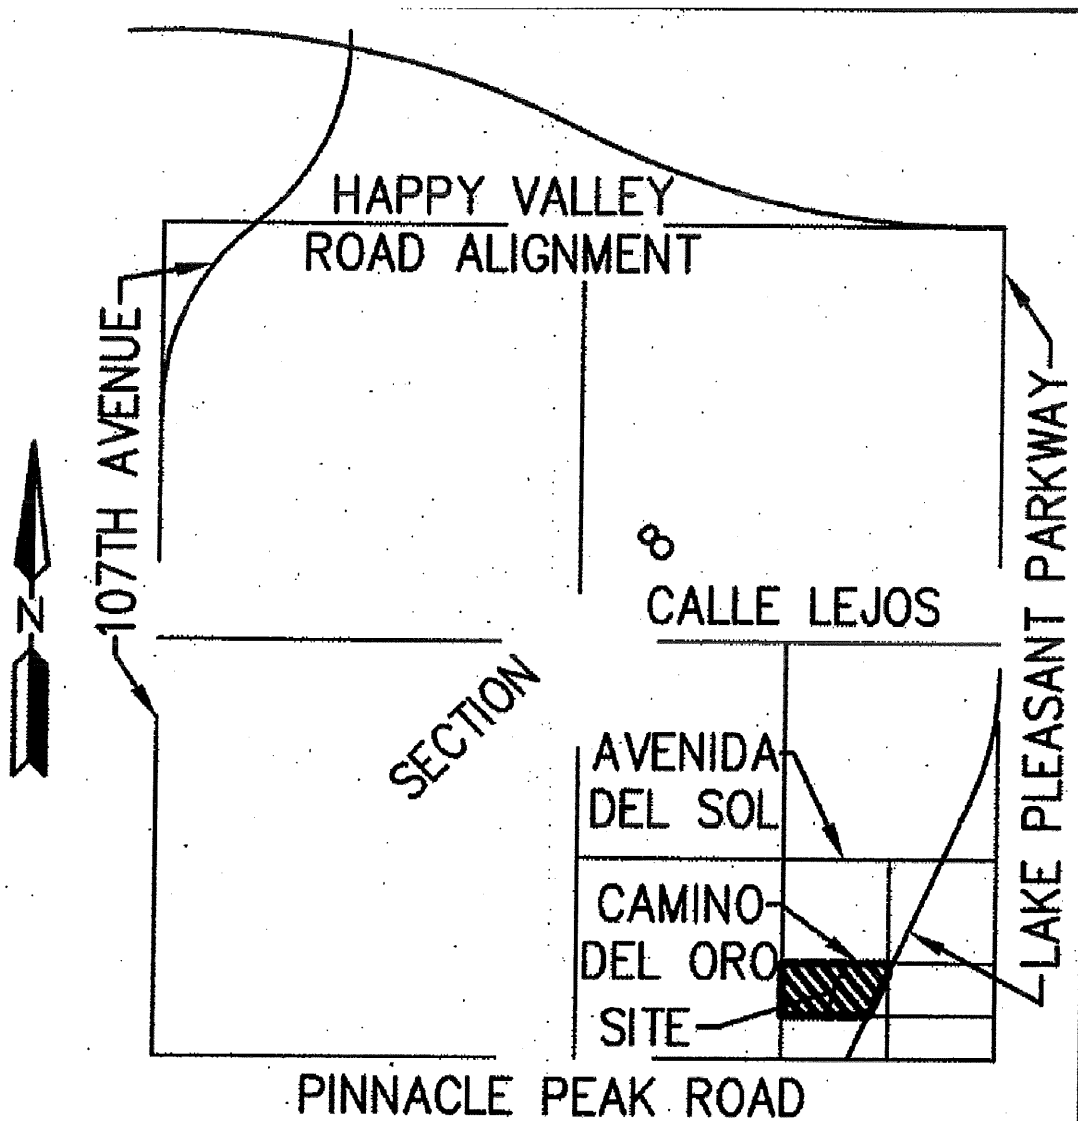 HAPPY VALLEY
ROAD ALIGNMENT
107TH AVENUE
LAKE PLEASANT PARKWAY
N
8
CALLE LEJOS
SECTION
AVENIDA
DEL SOL
CAMINO
DEL ORO
SITE
PINNACLE PEAK ROAD